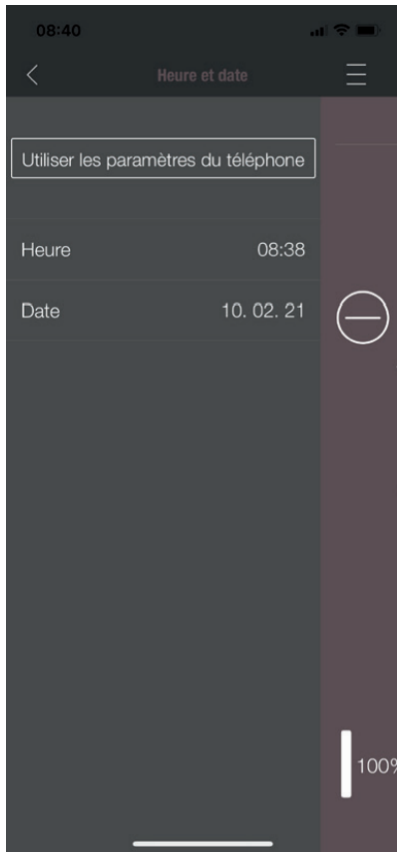 08:40
Heure et date
Utiliser les paramètres du téléphone
Heure 08:38
Date 10. 02. 21
100%